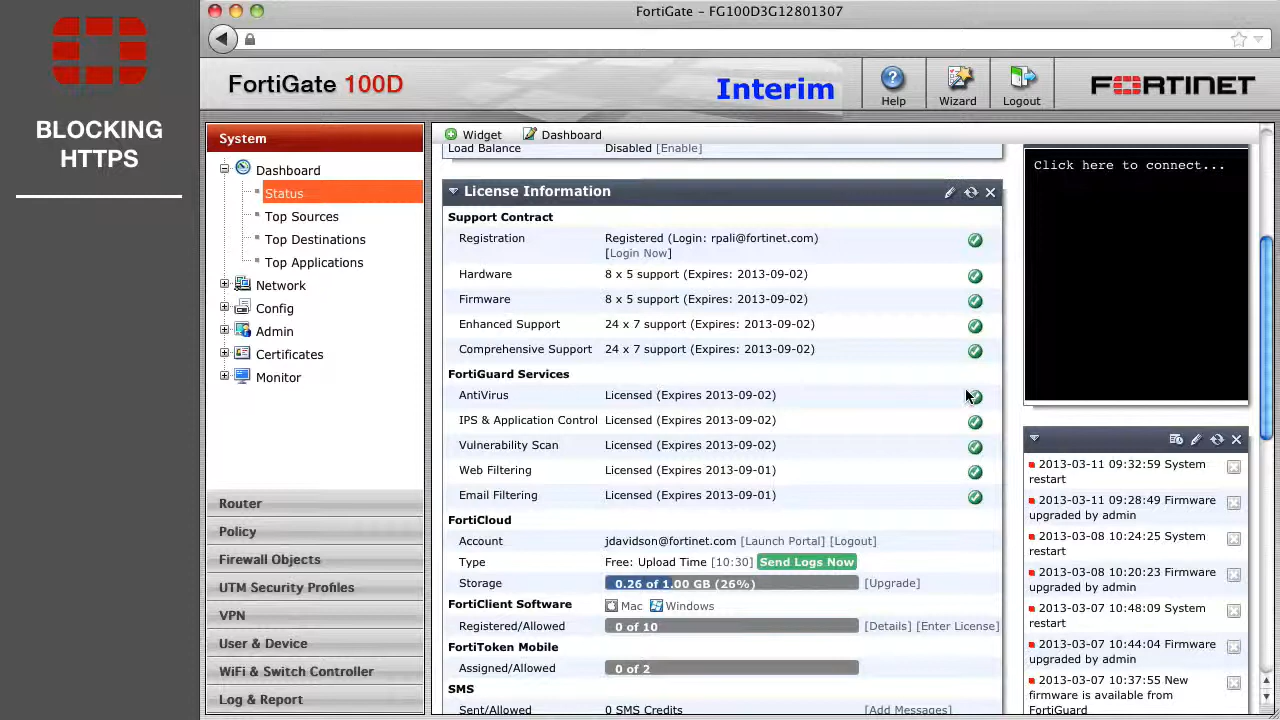 FortiGate - FG100D3G12801307
BLOCKING
HTTPS
FortiGate 100D
Interim
Help
Wizard
Logout
FORTINET
System
Dashboard
Status
Top Sources
Top Destinations
Top Applications
Network
Config
Admin
Certificates
Monitor
Router
Policy
Firewall Objects
UTM Security Profiles
VPN
User & Device
WiFi & Switch Controller
Log & Report
Widget Dashboard
Load Balance Disabled [Enable]
License Information
Support Contract
Registration Registered (Login: rpali@fortinet.com)
[Login Now]
Hardware 8 x 5 support (Expires: 2013-09-02)
Firmware 8 x 5 support (Expires: 2013-09-02)
Enhanced Support 24 x 7 support (Expires: 2013-09-02)
Comprehensive Support 24 x 7 support (Expires: 2013-09-02)
FortiGuard Services
AntiVirus Licensed (Expires 2013-09-02)
IPS & Application Control Licensed (Expires 2013-09-02)
Vulnerability Scan Licensed (Expires 2013-09-02)
Web Filtering Licensed (Expires 2013-09-01)
Email Filtering Licensed (Expires 2013-09-01)
FortiCloud
Account jdavidson@fortinet.com [Launch Portal] [Logout]
Type Free: Upload Time [10:30] Send Logs Now
Storage 0.26 of 1.00 GB (26%) [Upgrade]
FortiClient Software Mac Windows
Registered/Allowed 0 of 10 [Details] [Enter License]
FortiToken Mobile
Assigned/Allowed 0 of 2
SMS
Sent/Allowed 0 SMS Credits [Add Messages]
Click here to connect...
2013-03-11 09:32:59 System
restart
2013-03-11 09:28:49 Firmware
upgraded by admin
2013-03-08 10:24:25 System
restart
2013-03-08 10:20:23 Firmware
upgraded by admin
2013-03-07 10:48:09 System
restart
2013-03-07 10:44:04 Firmware
upgraded by admin
2013-03-07 10:37:55 New
firmware is available from
FortiGuard